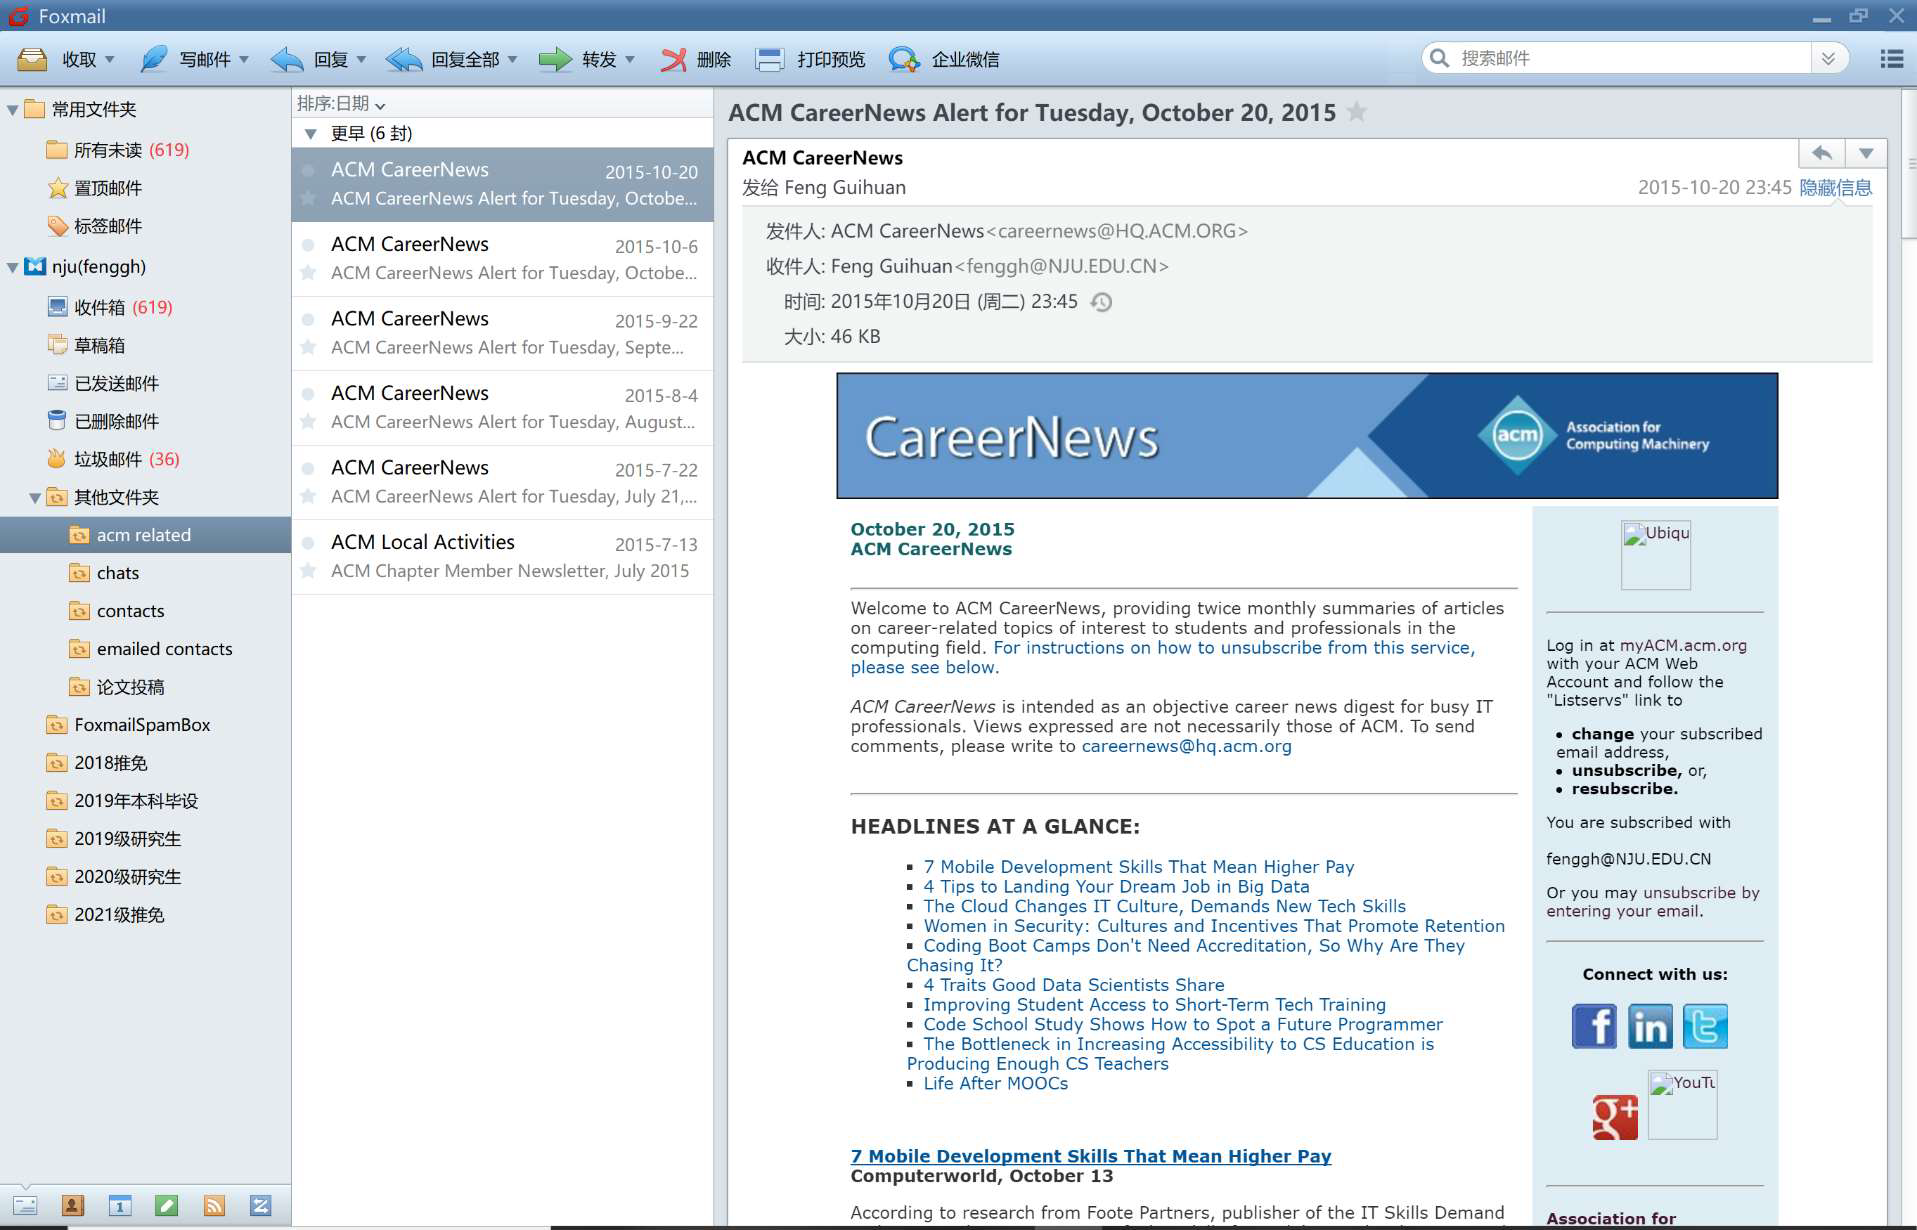 Foxmail
收取 写邮件 回复 回复全部 转发 删除 打印预览 企业微信 搜索邮件
常用文件夹
所有未读 (619)
置顶邮件
标签邮件
nju(fenggh)
收件箱 (619)
草稿箱
已发送邮件
已删除邮件
垃圾邮件 (36)
其他文件夹
acm related
chats
contacts
emailed contacts
论文投稿
FoxmailSpamBox
2018推免
2019年本科毕设
2019级研究生
2020级研究生
2021级推免
1
排序:日期
更早 (6 封)
ACM CareerNews 2015-10-20
ACM CareerNews Alert for Tuesday, Octobe...
ACM CareerNews 2015-10-6
ACM CareerNews Alert for Tuesday, Octobe...
ACM CareerNews 2015-9-22
ACM CareerNews Alert for Tuesday, Septe...
ACM CareerNews 2015-8-4
ACM CareerNews Alert for Tuesday, August...
ACM CareerNews 2015-7-22
ACM CareerNews Alert for Tuesday, July 21,...
ACM Local Activities 2015-7-13
ACM Chapter Member Newsletter, July 2015
ACM CareerNews Alert for Tuesday, October 20, 2015
ACM CareerNews
发给 Feng Guihuan 2015-10-20 23:45 隐藏信息
发件人: ACM CareerNews<careernews@HQ.ACM.ORG>
收件人: Feng Guihuan<fenggh@NJU.EDU.CN>
时间: 2015年10月20日 (周二) 23:45
大小: 46 KB
CareerNews
acm
Association for
Computing Machinery
October 20, 2015
ACM CareerNews
Welcome to ACM CareerNews, providing twice monthly summaries of articles
on career-related topics of interest to students and professionals in the
computing field. For instructions on how to unsubscribe from this service,
please see below.
ACM CareerNews is intended as an objective career news digest for busy IT
professionals. Views expressed are not necessarily those of ACM. To send
comments, please write to careernews@hq.acm.org
HEADLINES AT A GLANCE:
▪ 7 Mobile Development Skills That Mean Higher Pay
▪ 4 Tips to Landing Your Dream Job in Big Data
▪ The Cloud Changes IT Culture, Demands New Tech Skills
▪ Women in Security: Cultures and Incentives That Promote Retention
▪ Coding Boot Camps Don't Need Accreditation, So Why Are They
Chasing It?
▪ 4 Traits Good Data Scientists Share
▪ Improving Student Access to Short-Term Tech Training
▪ Code School Study Shows How to Spot a Future Programmer
▪ The Bottleneck in Increasing Accessibility to CS Education is
Producing Enough CS Teachers
▪ Life After MOOCs
7 Mobile Development Skills That Mean Higher Pay
Computerworld, October 13
According to research from Foote Partners, publisher of the IT Skills Demand
Ubiqu
Log in at myACM.acm.org
with your ACM Web
Account and follow the
"Listservs" link to
• change your subscribed
email address,
• unsubscribe, or,
• resubscribe.
You are subscribed with
fenggh@NJU.EDU.CN
Or you may unsubscribe by
entering your email.
Connect with us:
f in t
g+ YouTu
Association for